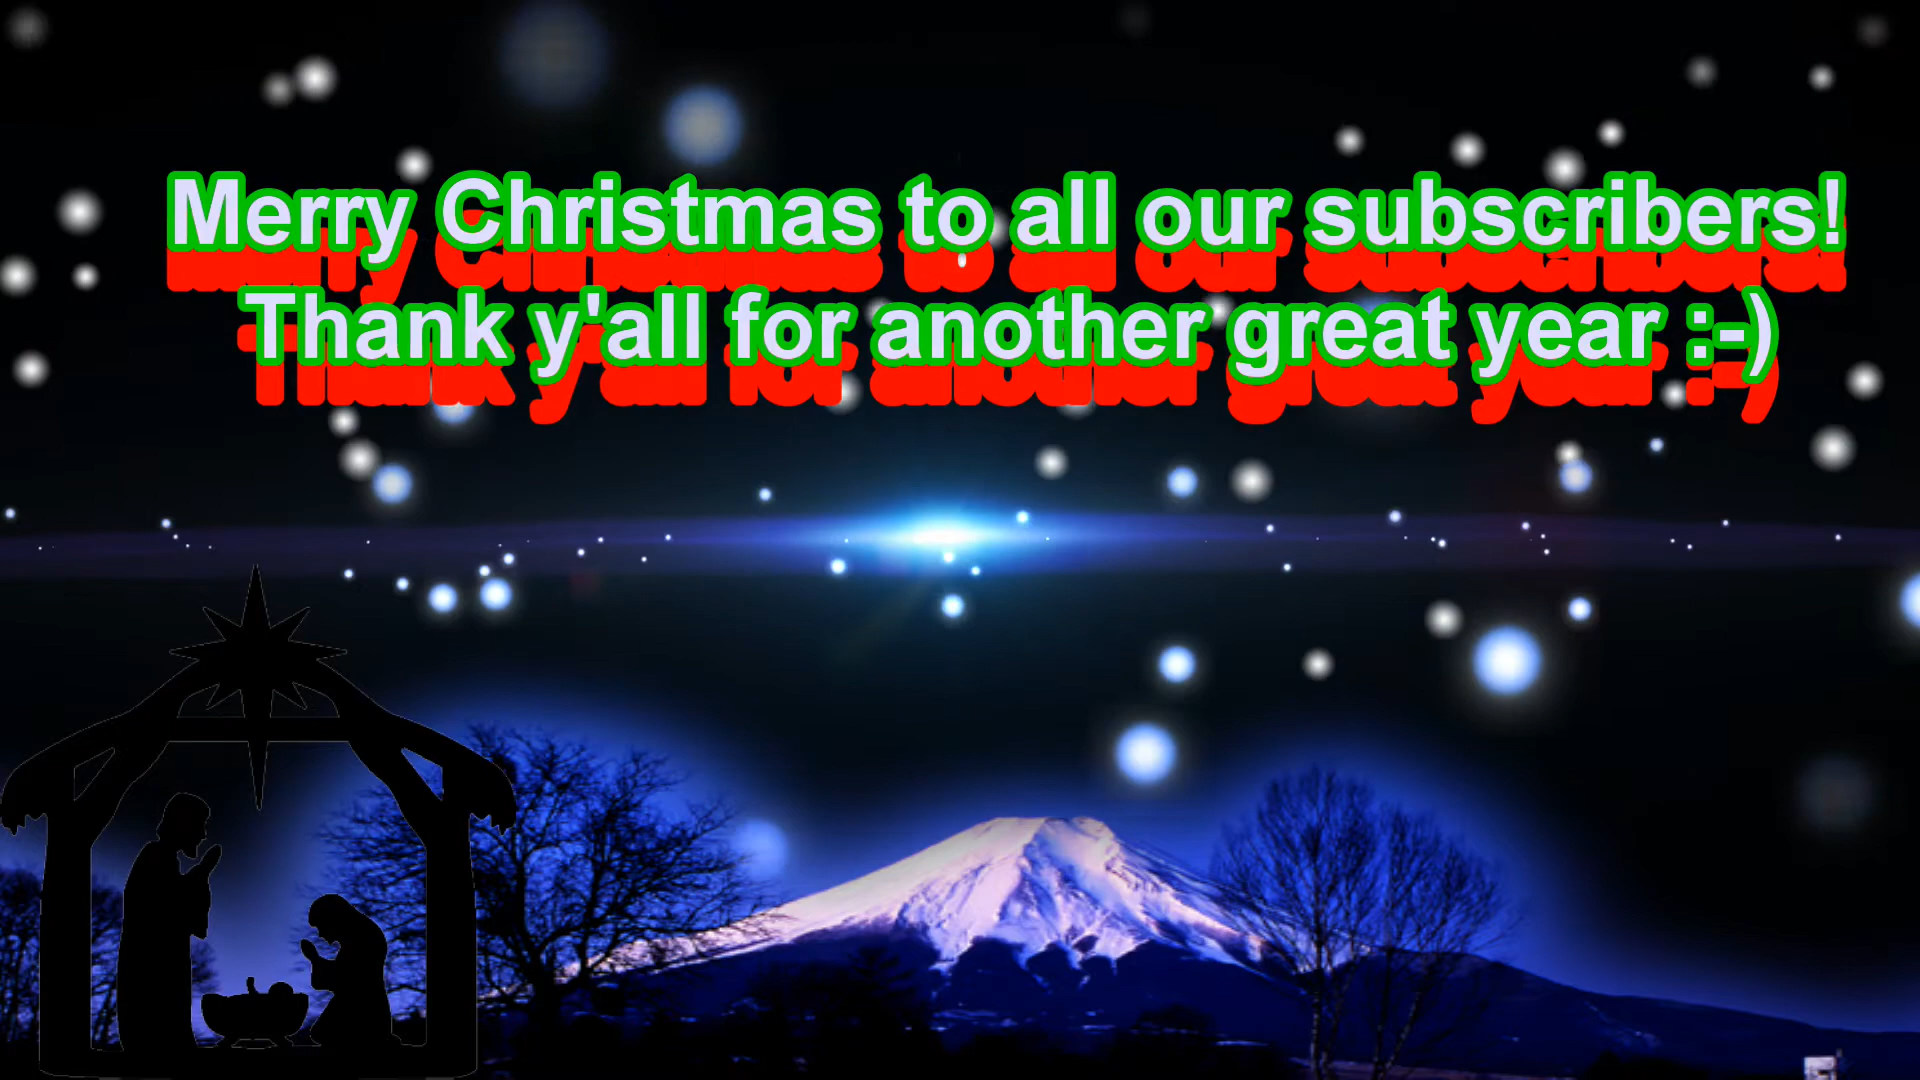 Merry Christmas to all our subscribers!
Thank y'all for another great year :-)